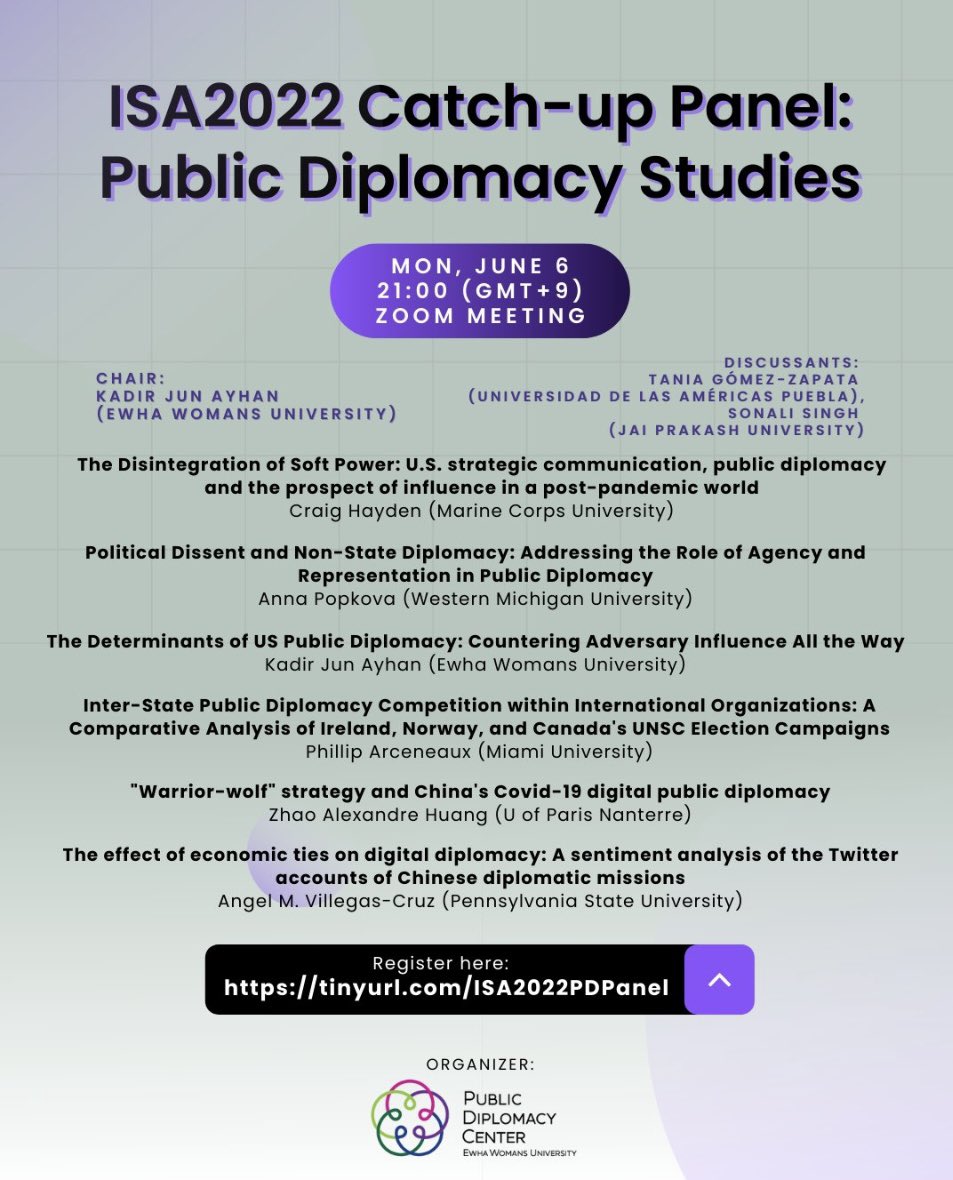 ISA2022 Catch-up Panel:
Public Diplomacy Studies
MON, JUNE 6
21:00 (GMT+9)
ZOOM MEETING
CHAIR:
KADIR JUN AYHAN
(EWHA WOMANS UNIVERSITY)
DISCUSSANTS:
TANIA GÓMEZ-ZAPATA
(UNIVERSIDAD DE LAS AMÉRICAS PUEBLA),
SONALI SINGH
(JAI PRAKASH UNIVERSITY)
The Disintegration of Soft Power: U.S. strategic communication, public diplomacy
and the prospect of influence in a post-pandemic world
Craig Hayden (Marine Corps University)
Political Dissent and Non-State Diplomacy: Addressing the Role of Agency and
Representation in Public Diplomacy
Anna Popkova (Western Michigan University)
The Determinants of US Public Diplomacy: Countering Adversary Influence All the Way
Kadir Jun Ayhan (Ewha Womans University)
Inter-State Public Diplomacy Competition within International Organizations: A
Comparative Analysis of Ireland, Norway, and Canada's UNSC Election Campaigns
Phillip Arceneaux (Miami University)
"Warrior-wolf" strategy and China's Covid-19 digital public diplomacy
Zhao Alexandre Huang (U of Paris Nanterre)
The effect of economic ties on digital diplomacy: A sentiment analysis of the Twitter
accounts of Chinese diplomatic missions
Angel M. Villegas-Cruz (Pennsylvania State University)
Register here:
https://tinyurl.com/ISA2022PDPanel
ORGANIZER:
PUBLIC
DIPLOMACY
CENTER
EWHA WOMANS UNIVERSITY